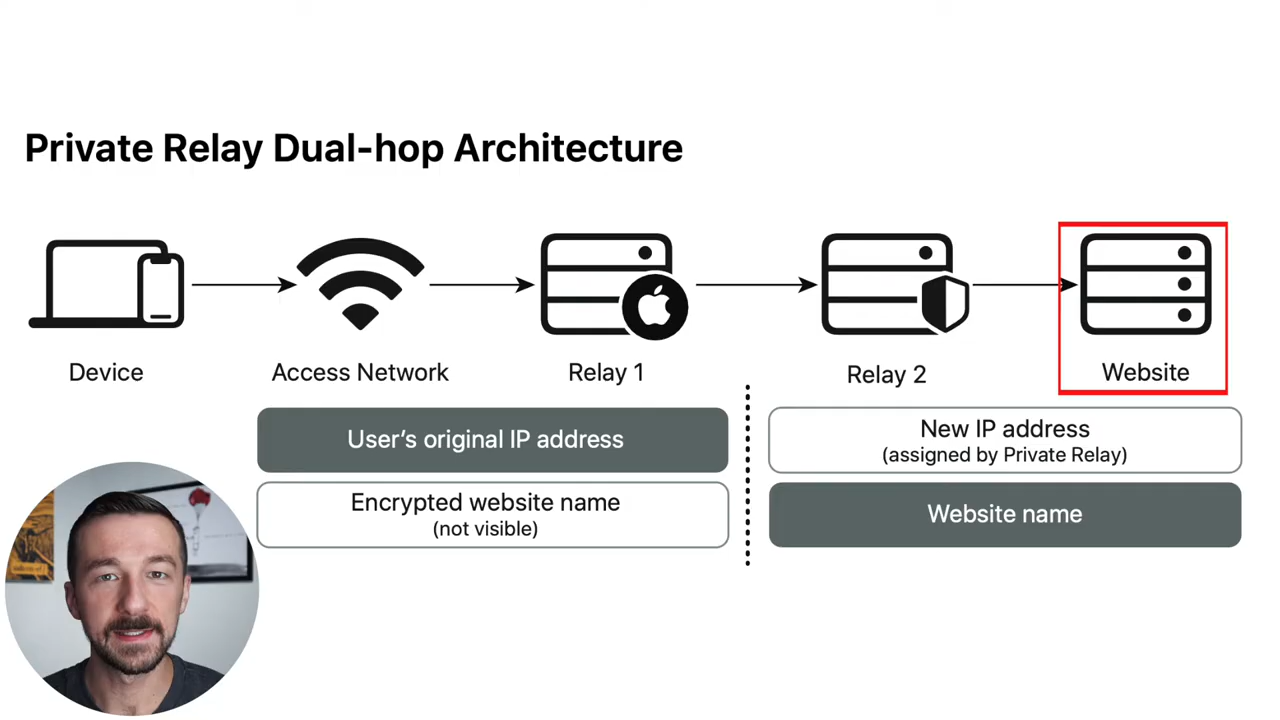 Private Relay Dual-hop Architecture
Device
Access Network
Relay 1
Relay 2
Website
User's original IP address
Encrypted website name
(not visible)
New IP address
(assigned by Private Relay)
Website name